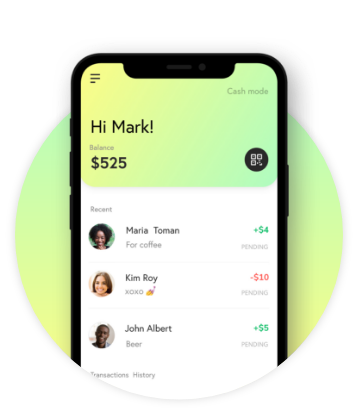 Cash mode
Hi Mark!
Balance
$525
Recent
Maria Toman
+$4
For coffee
PENDING
Kim Roy
-$10
xoxo 💅
PENDING
John Albert
+$5
Beer
PENDING
Transactions History